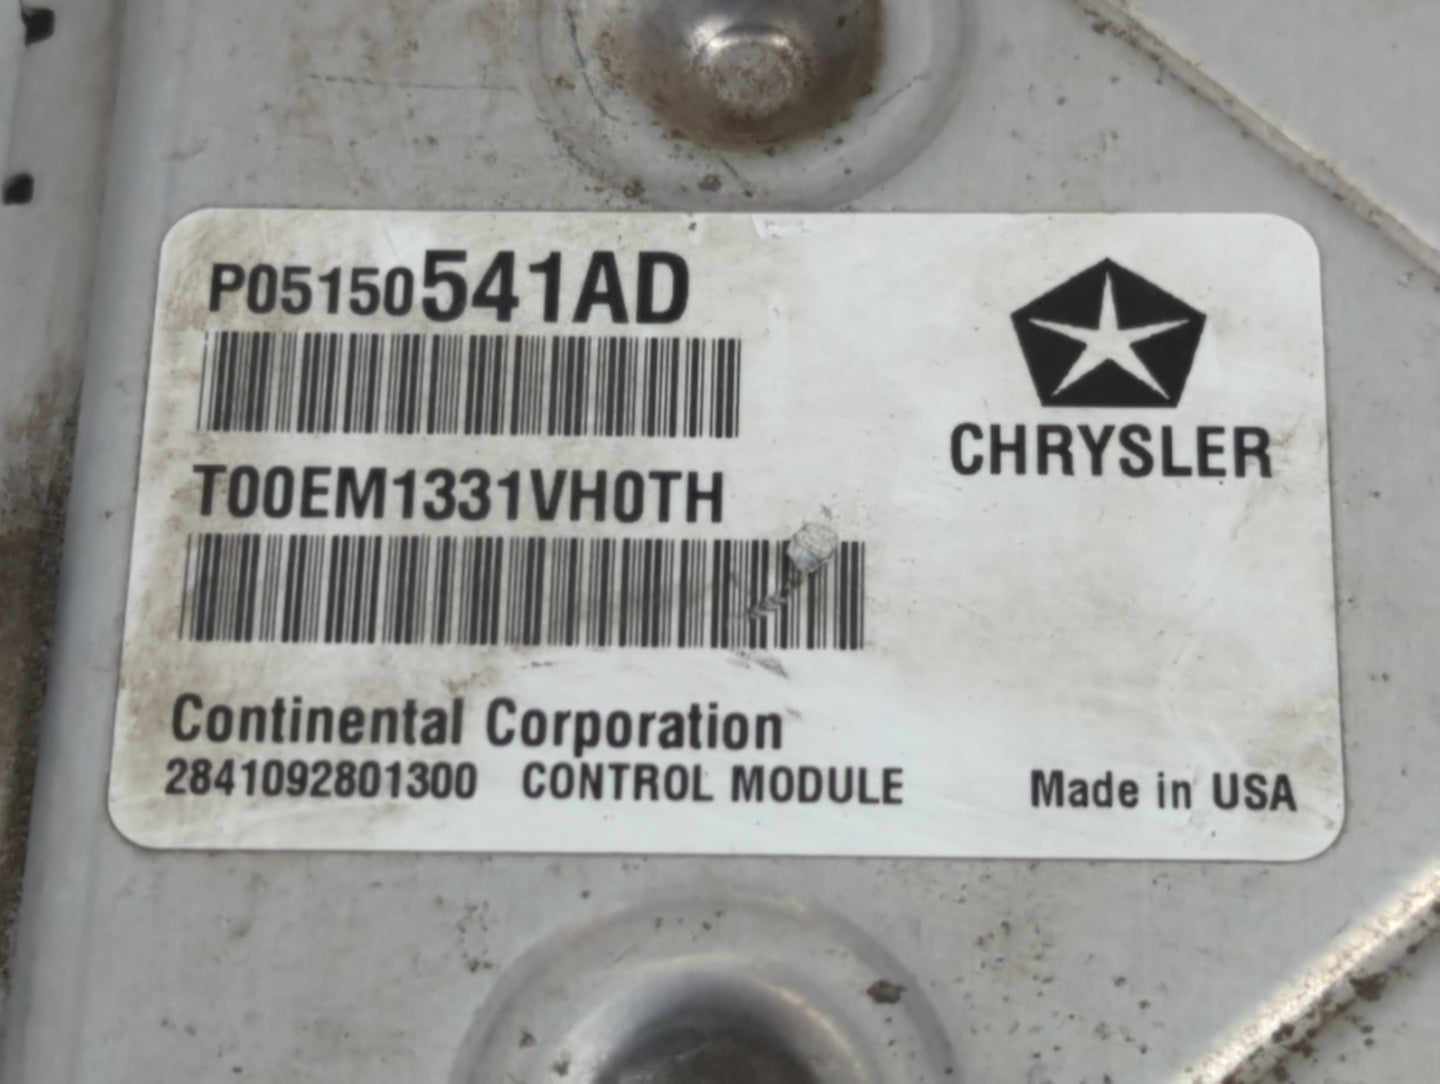 P05150541AD
CHRYSLER
T00EM1331VH0TH
Continental Corporation
2841092801300 CONTROL MODULE Made in USA